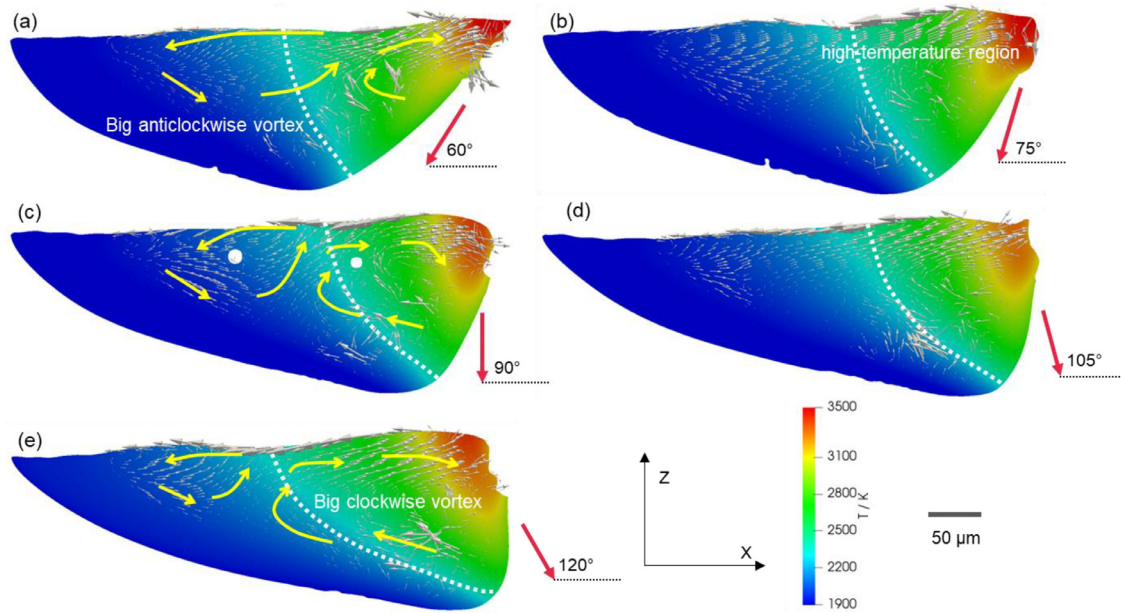 (a)
Big anticlockwise vortex
60°
(b)
high-temperature region
75°
(c)
90°
(d)
105°
(e)
Big clockwise vortex
120°
Z
X
3500
3100
2800
2500
2200
1900
T / K
50 μm